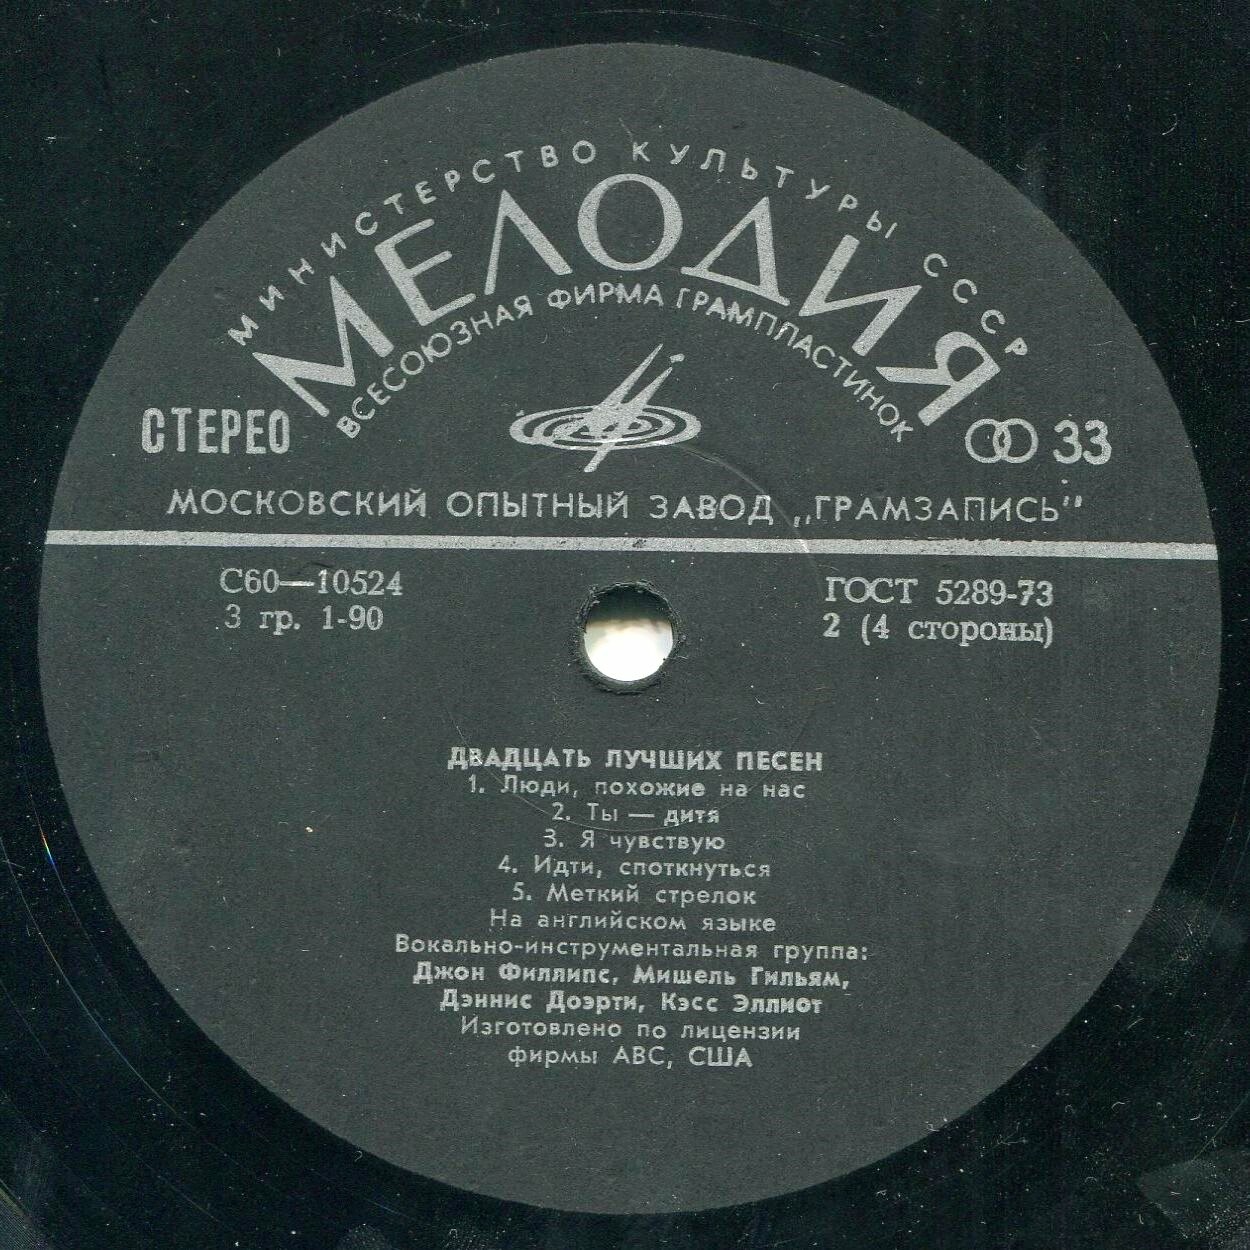 МИНИСТЕРСТВО КУЛЬТУРЫ СССР
МЕЛОДИЯ
ВСЕСОЮЗНАЯ ФИРМА ГРАМПЛАСТИНОК
СТЕРЕО
33
МОСКОВСКИЙ ОПЫТНЫЙ ЗАВОД „ГРАМЗАПИСЬ"
С60—10524
ГОСТ 5289-73
3 гр. 1-90
2 (4 стороны)
ДВАДЦАТЬ ЛУЧШИХ ПЕСЕН
1. Люди, похожие на нас
2. Ты — дитя
3. Я чувствую
4. Идти, споткнуться
5. Меткий стрелок
На английском языке
Вокально-инструментальная группа:
Джон Филлипс, Мишель Гильям,
Дэннис Доэрти, Кэсс Эллиот
Изготовлено по лицензии
фирмы ABC, США